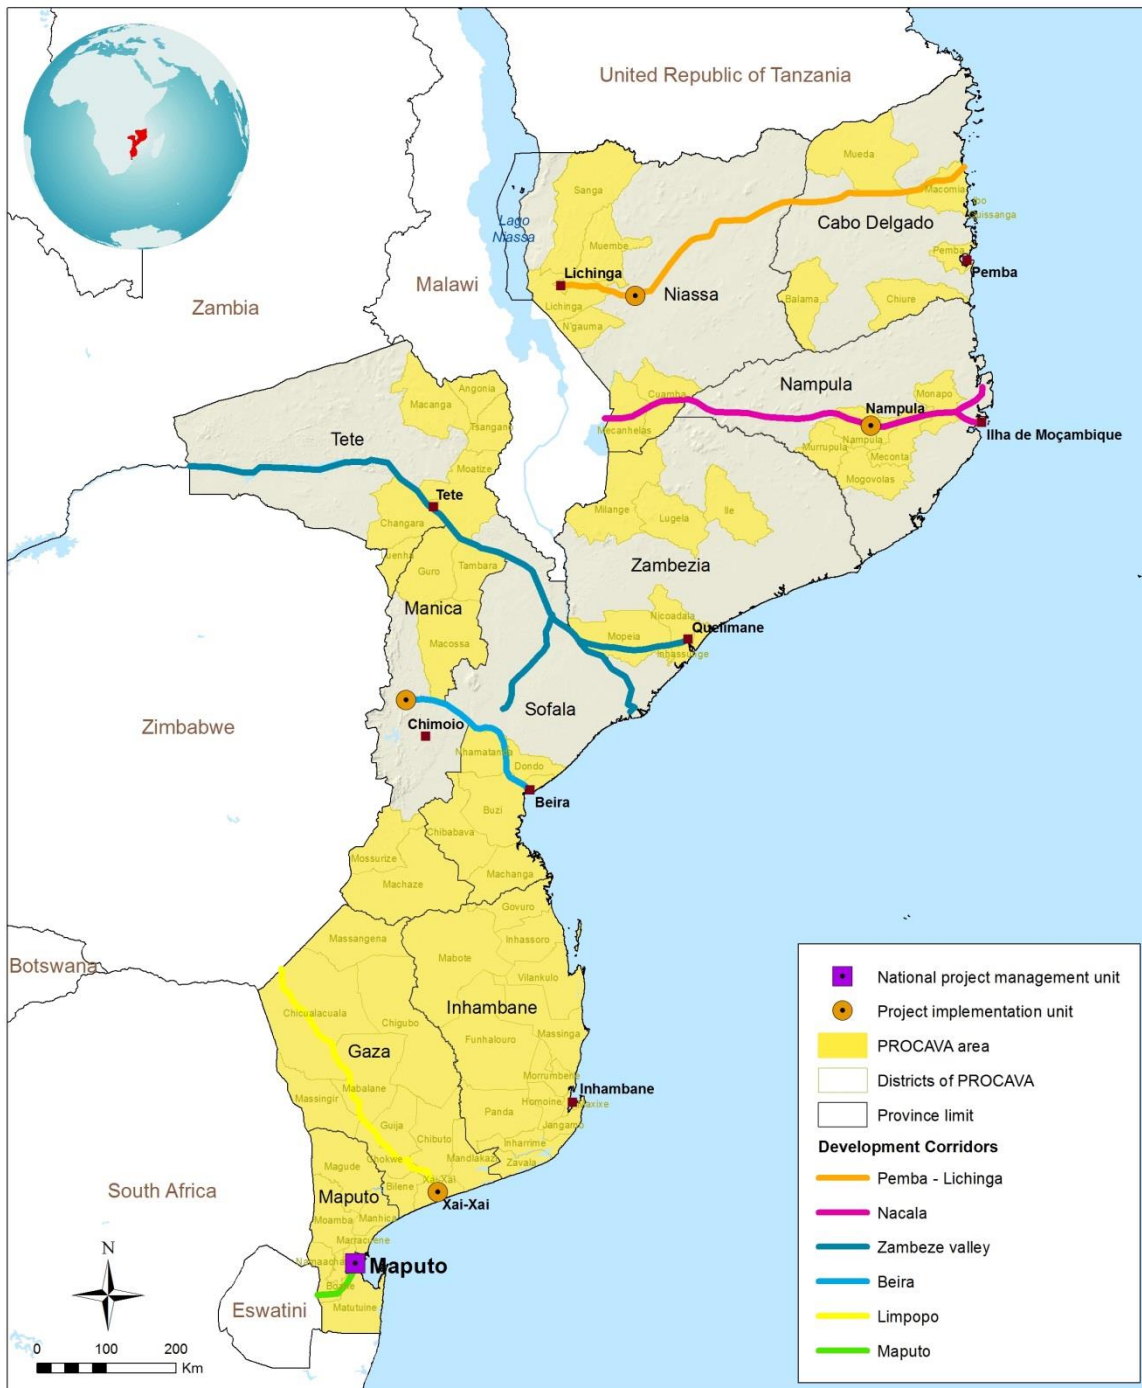 United Republic of Tanzania
Mueda
Sanga
Macomia
Ibo
Quissanga
Lago
Niassa
Cabo Delgado
Muembe
Pemba
Lichinga
Pemba
Malawi
Niassa
Zambia
Lichinga
Balama
Chiure
N'gauma
Angonia
Cuamba
Nampula
Monapo
Macanga
Nampula
Tsangano
Mecanhelas
Ilha de Moçambique
Tete
Nampula
Murrupula
Meconta
Moatize
Mogovolas
Tete
Milange
Ile
Lugela
Changara
Luenha
Tambara
Guro
Zambezia
Manica
Nicoadala
Quelimane
Mopeia
Macossa
Inhassunge
Sofala
Zimbabwe
Chimoio
Nhamatanda
Dondo
Beira
Buzi
Chibabava
Mossurize
Machanga
Machaze
Govuro
Massangena
Inhassoro
Botswana
Mabote
Vilankulo
Inhambane
Chicualacuala
Chigubo
Massinga
Funhalouro
Gaza
Morrumbene
Mabalane
Inhambane
Massingir
Homoine
Maxixe
Panda
Guija
Jangamo
Chibuto
Inharrime
Chokwe
Mandlakazi
Zavala
Magude
Xai-Xai
South Africa
Bilene
Maputo
Xai-Xai
Moamba
Manhica
Marracuene
Namaacha
Maputo
Boane
Eswatini
Matutuine
N
0 100 200
Km
National project management unit
Project implementation unit
PROCAVA area
Districts of PROCAVA
Province limit
Development Corridors
Pemba - Lichinga
Nacala
Zambeze valley
Beira
Limpopo
Maputo